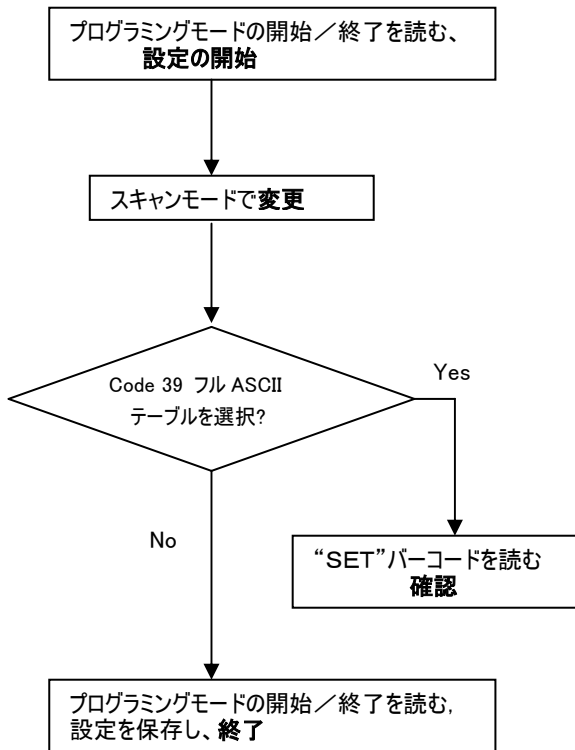 プログラミングモードの開始／終了を読む、
設定の開始
スキャンモードで変更
Code 39 フル ASCII
テーブルを選択?
Yes
No
“SET”バーコードを読む
確認
プログラミングモードの開始／終了を読む,
設定を保存し、終了